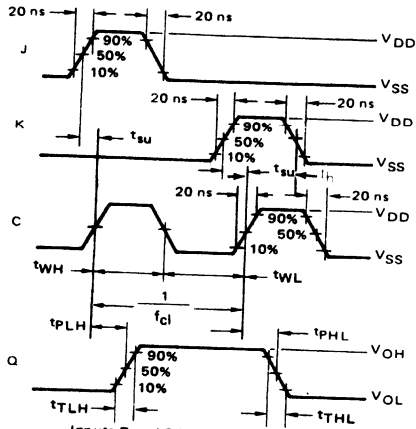 20 ns 20 ns
VDD
J
90%
50%
10%
VSS
20 ns 20 ns
VDD
K
90%
50%
10%
tsu
VSS
tsu th
20 ns 20 ns
VDD
C
90%
50%
10%
VSS
tWH tWL
1
fcl
tPLH tPHL
VOH
Q
90%
50%
10%
VOL
tTLH tTHL